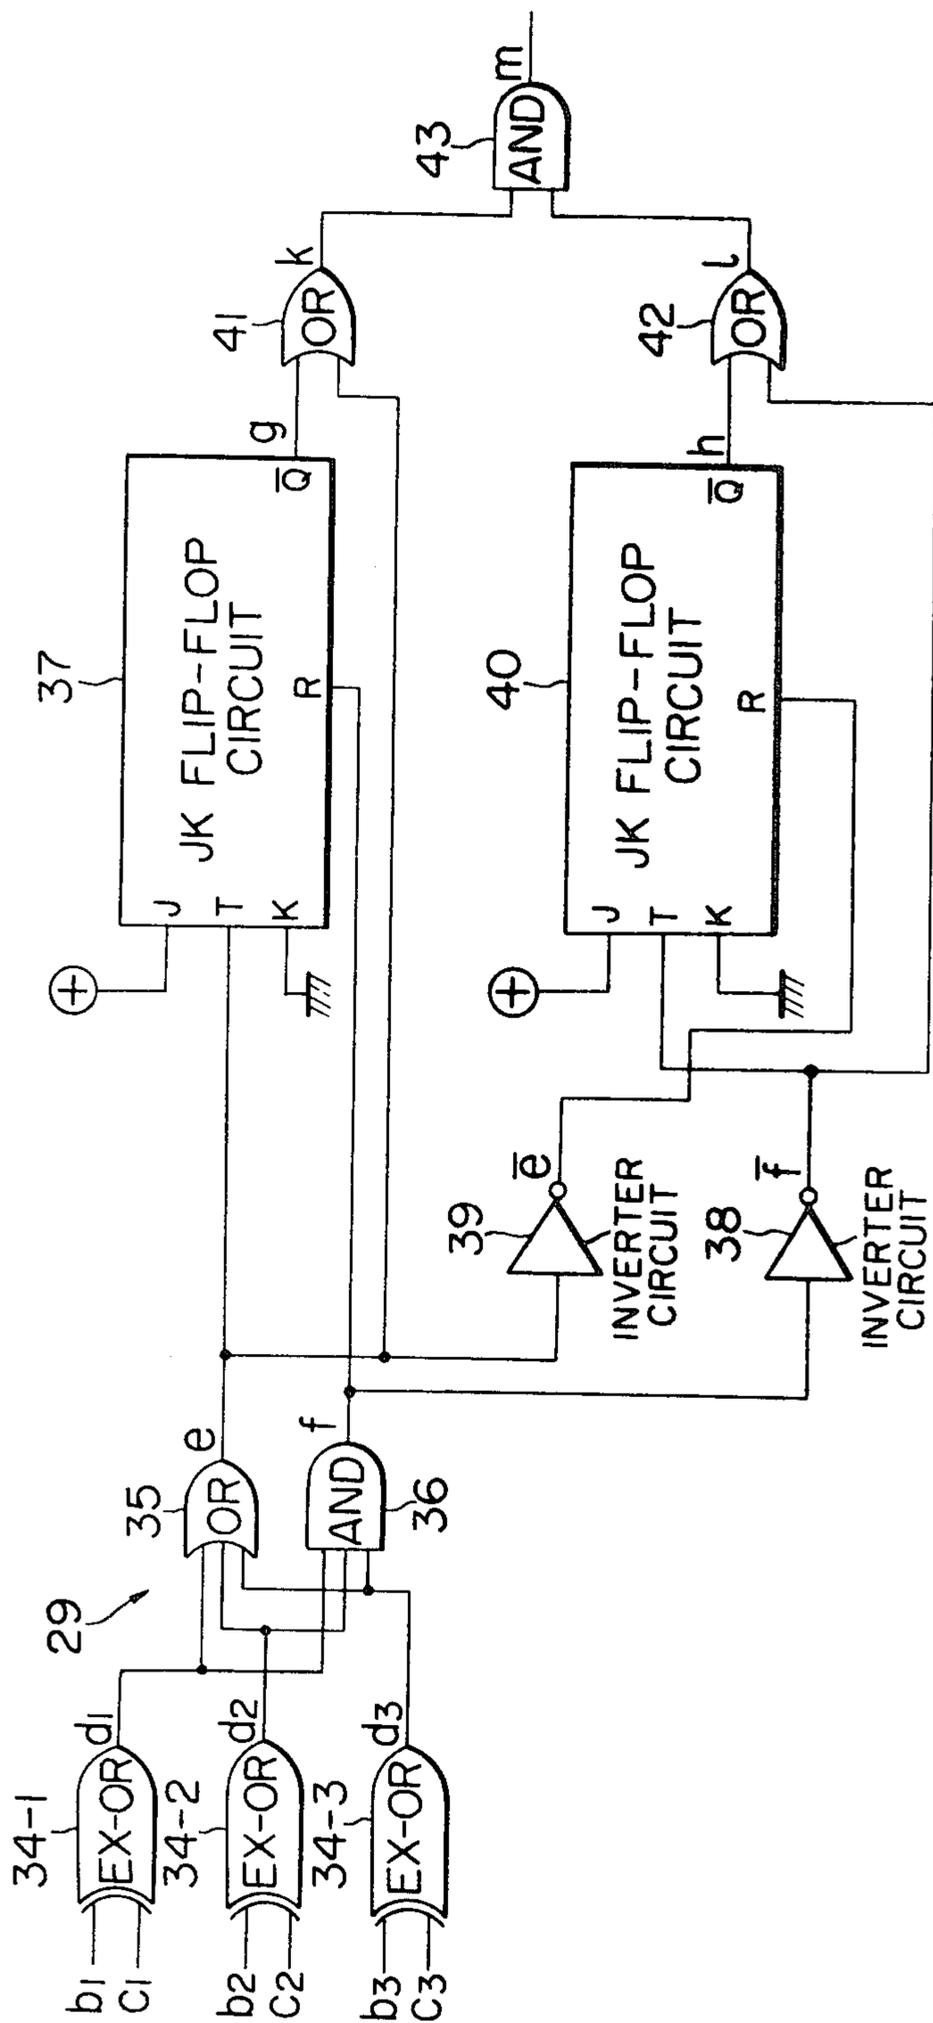 29
b1
C1
34-1
EX-OR
d1
b2
C2
34-2
EX-OR
d2
b3
C3
34-3
EX-OR
d3
35
OR
e
AND
36
f
37
JK FLIP-FLOP
CIRCUIT
J
T
K
R
Q̅
g
39
e̅
INVERTER
CIRCUIT
38
f̅
INVERTER
CIRCUIT
40
JK FLIP-FLOP
CIRCUIT
J
T
K
R
Q̅
h
41
OR
k
42
OR
l
43
AND
m
+
+